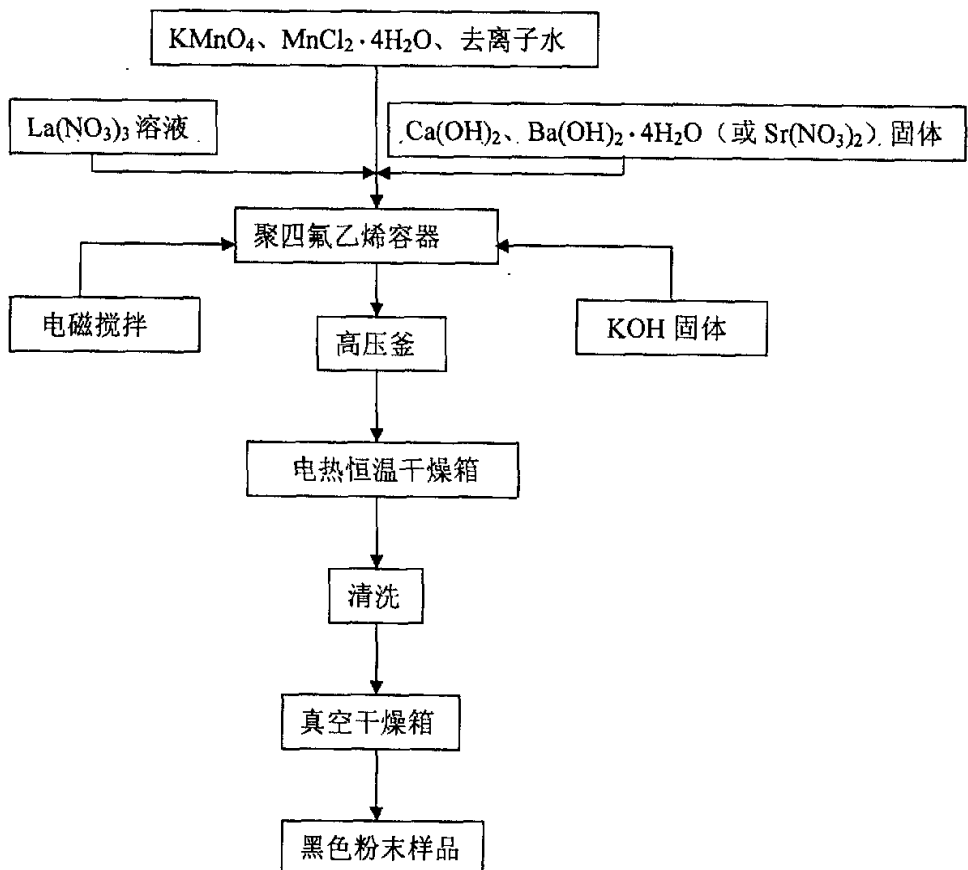 KMnO₄、MnCl₂·4H₂O、去离子水
La(NO₃)₃ 溶液
Ca(OH)₂、Ba(OH)₂·4H₂O（或 Sr(NO₃)₂）固体
聚四氟乙烯容器
电磁搅拌
KOH 固体
高压釜
电热恒温干燥箱
清洗
真空干燥箱
黑色粉末样品